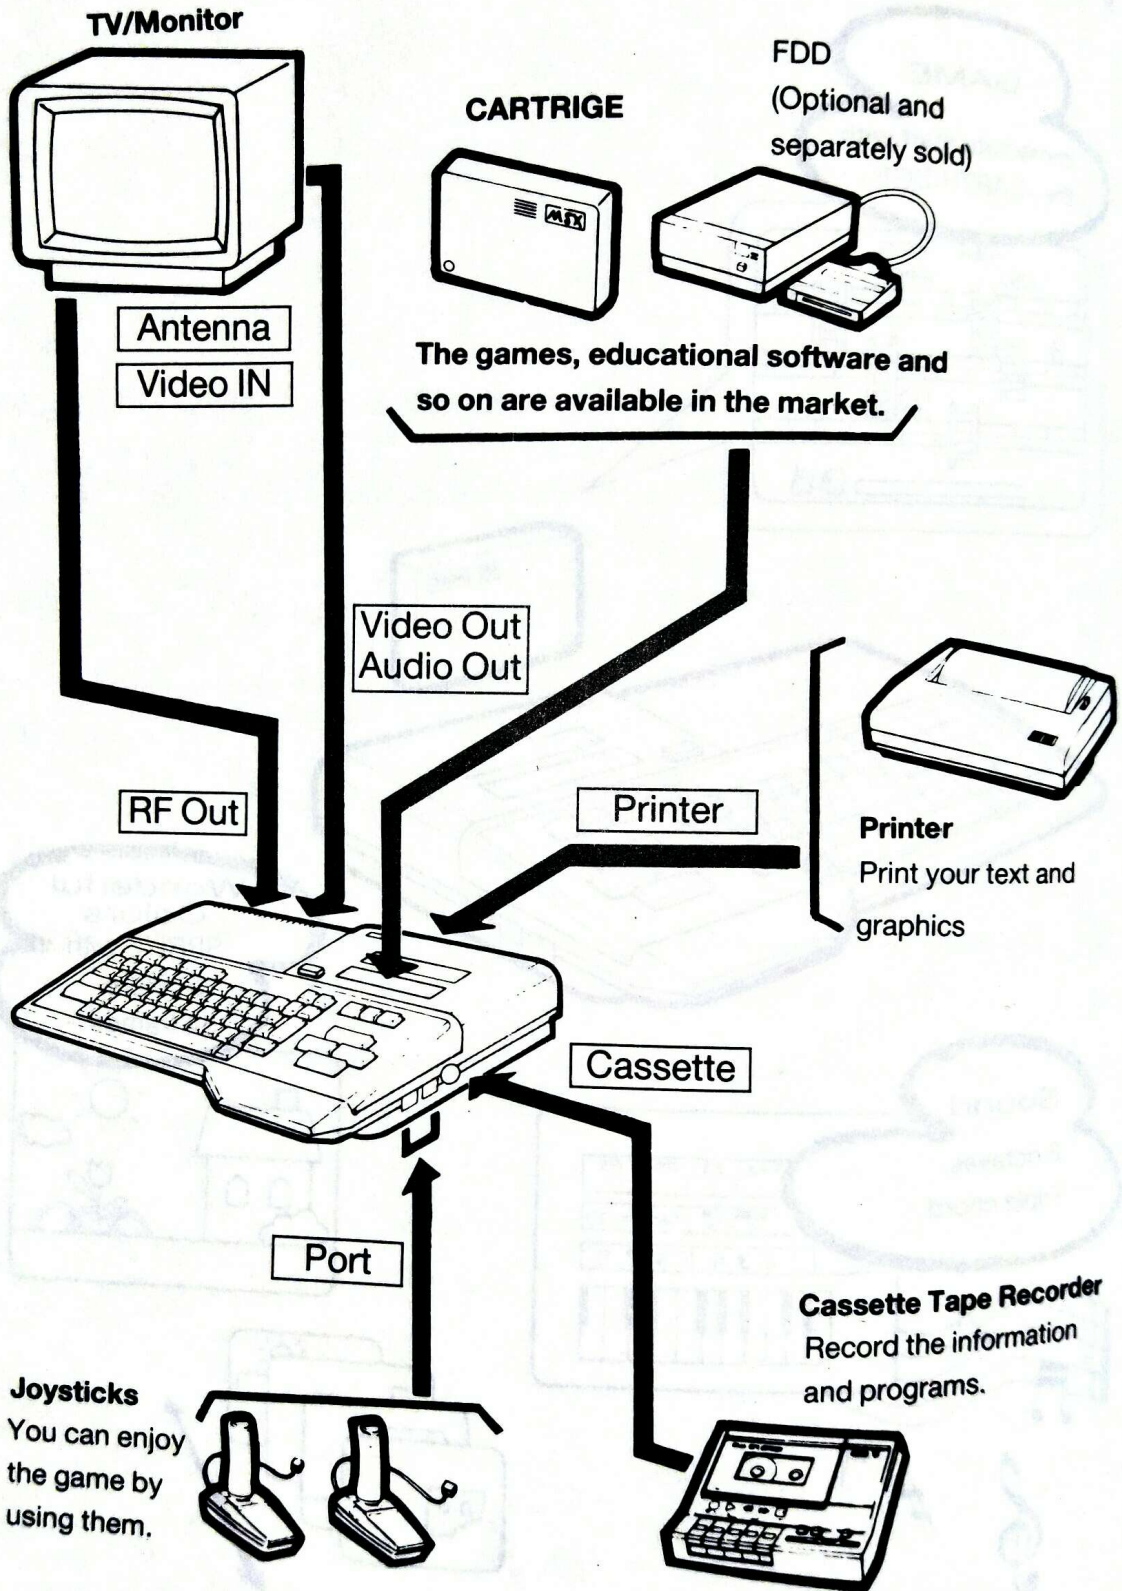 TV/Monitor
CARTRIGE
FDD
(Optional and
separately sold)
MSX
Antenna
Video IN
The games, educational software and
so on are available in the market.
Video Out
Audio Out
RF Out
Printer
Printer
Print your text and
graphics
Cassette
Port
Cassette Tape Recorder
Record the information
and programs.
Joysticks
You can enjoy
the game by
using them.